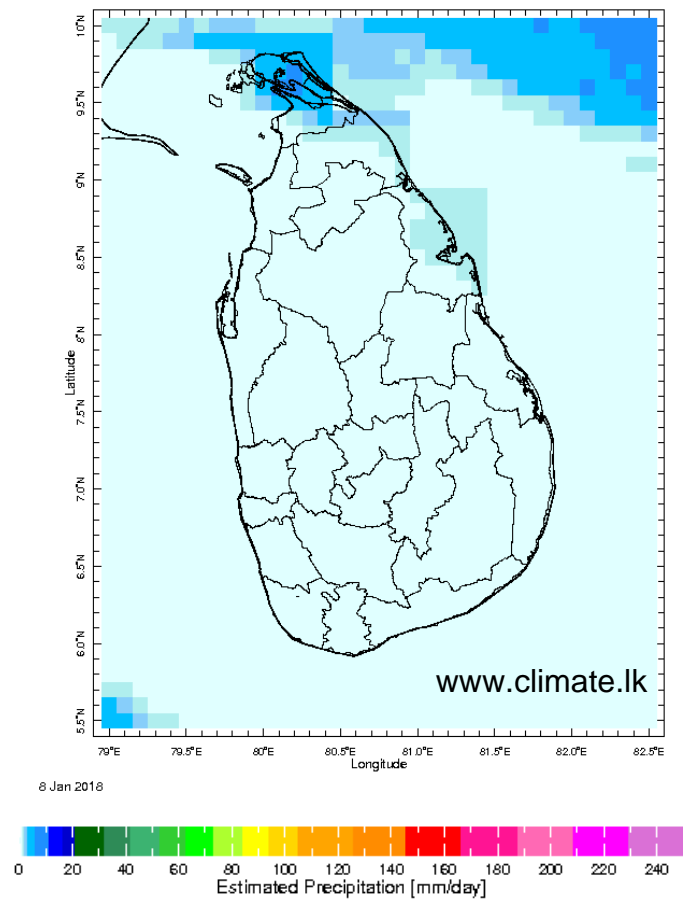 10°N
9.5°N
9°N
8.5°N
8°N
7.5°N
7.0°N
6.5°N
6.0°N
5.5°N
Latitude
www.climate.lk
79°E 79.5°E 80°E 80.5°E 81.0°E 81.5°E 82.0°E 82.5°E
Longitude
8 Jan 2018
0 20 40 60 80 100 120 140 160 180 200 220 240
Estimated Precipitation [mm/day]